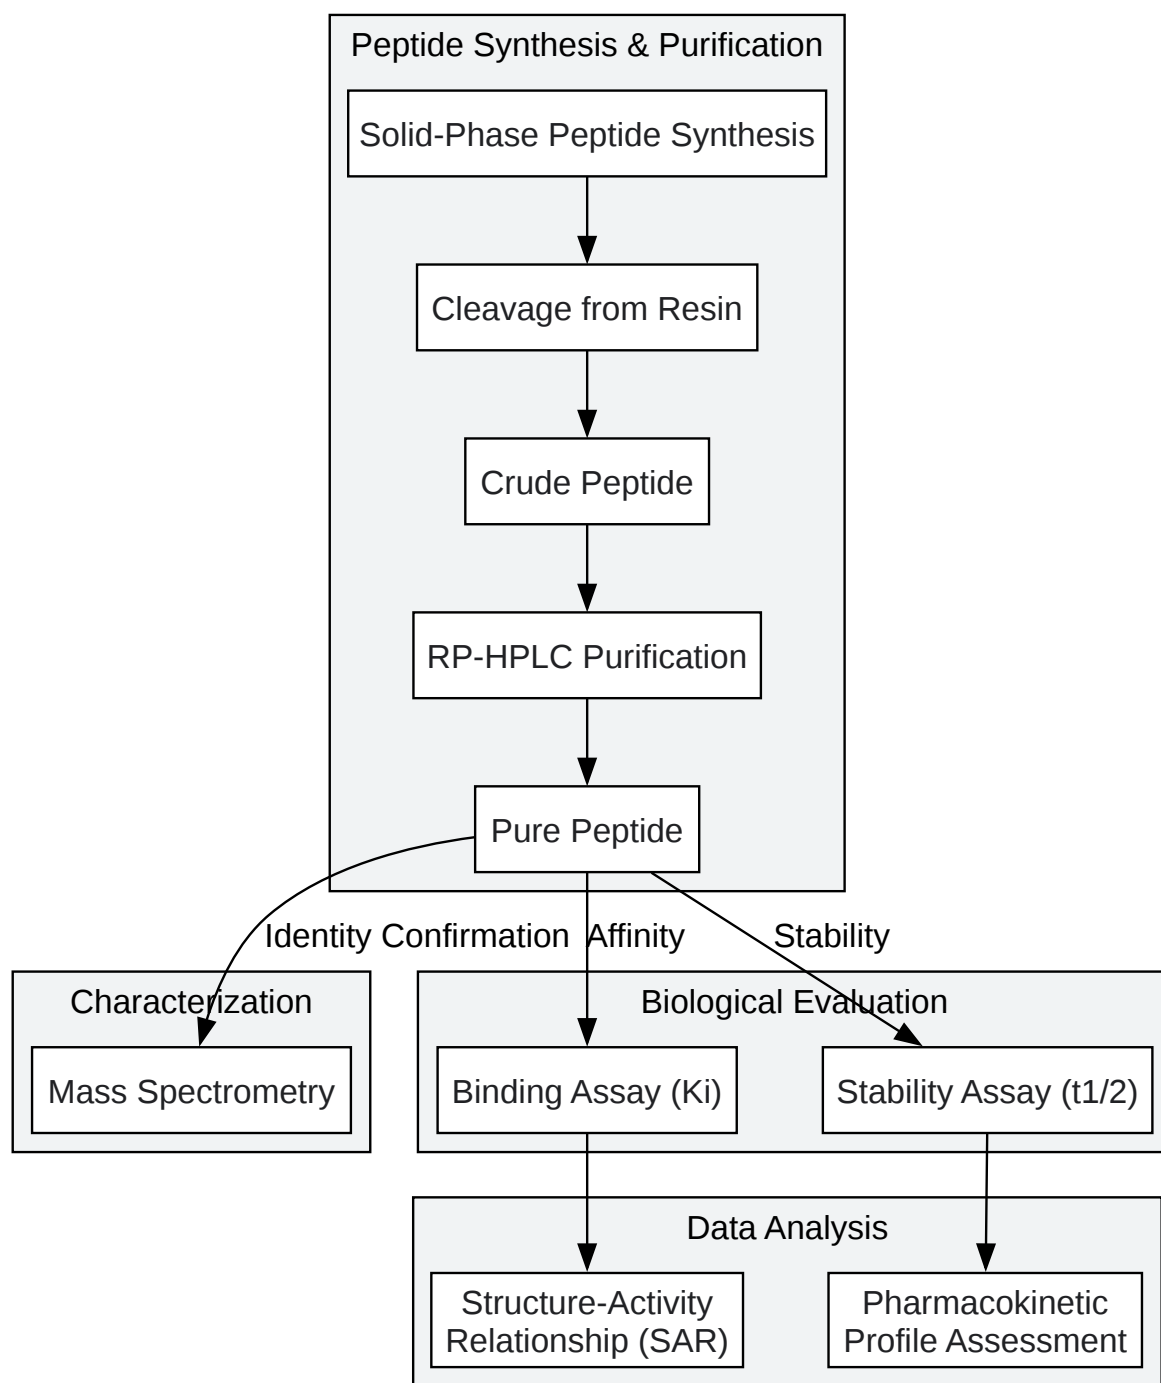 Peptide Synthesis & Purification
Solid-Phase Peptide Synthesis
Cleavage from Resin
Crude Peptide
RP-HPLC Purification
Pure Peptide
Identity Confirmation
Affinity
Stability
Characterization
Biological Evaluation
Mass Spectrometry
Binding Assay (Ki)
Stability Assay (t1/2)
Data Analysis
Structure-Activity
Relationship (SAR)
Pharmacokinetic
Profile Assessment